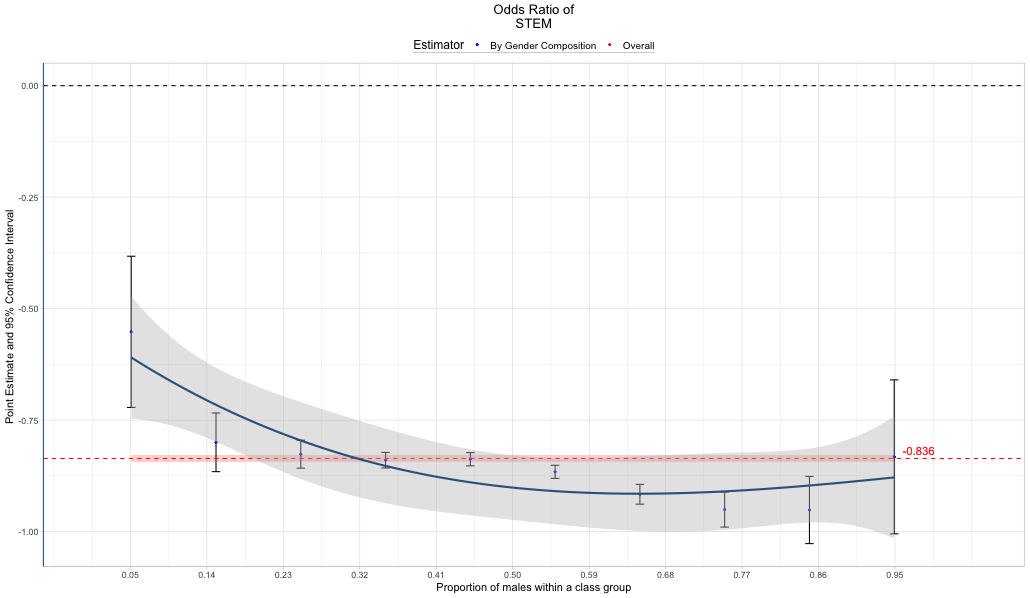 Odds Ratio of
STEM
Estimator By Gender Composition Overall
Point Estimate and 95% Confidence Interval
0.00
-0.25
-0.50
-0.75
-1.00
-0.836
0.05 0.14 0.23 0.32 0.41 0.50 0.59 0.68 0.77 0.86 0.95
Proportion of males within a class group